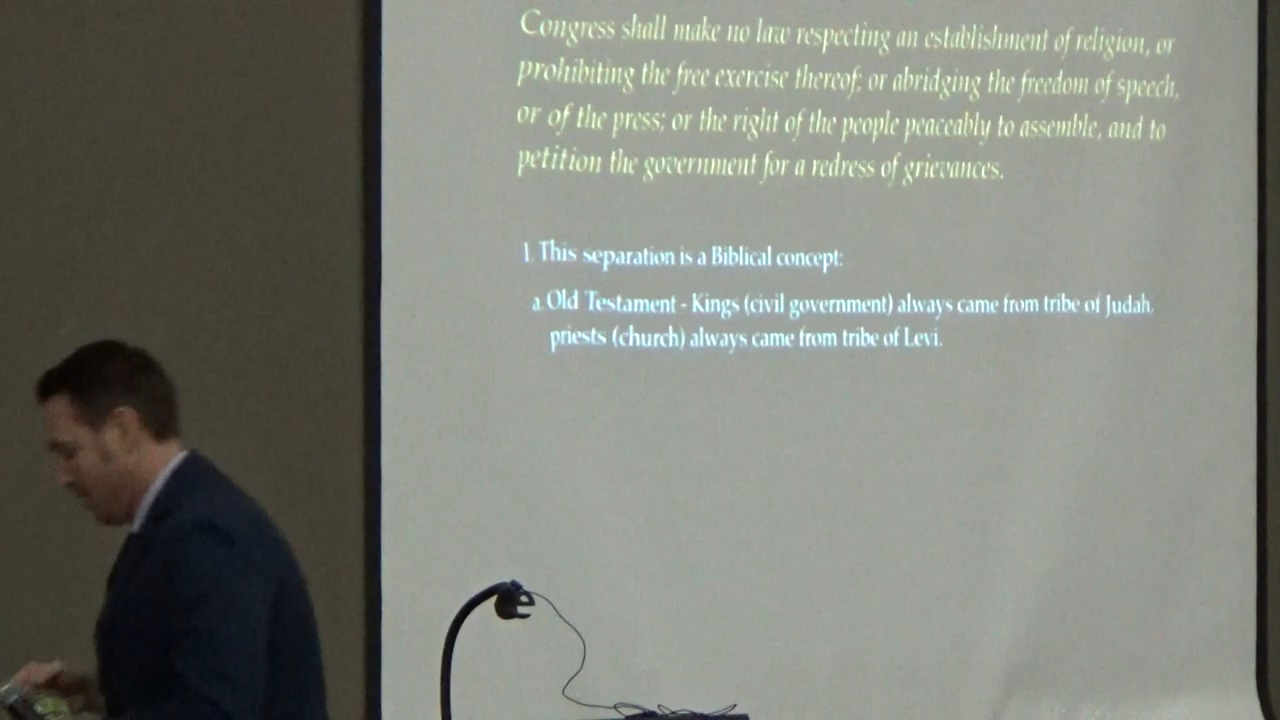 Congress shall make no law respecting an establishment of religion, or
prohibiting the free exercise thereof; or abridging the freedom of speech,
or of the press; or the right of the people peaceably to assemble, and to
petition the government for a redress of grievances.
1. This separation is a Biblical concept:
a. Old Testament - Kings (civil government) always came from tribe of Judah,
priests (church) always came from tribe of Levi.